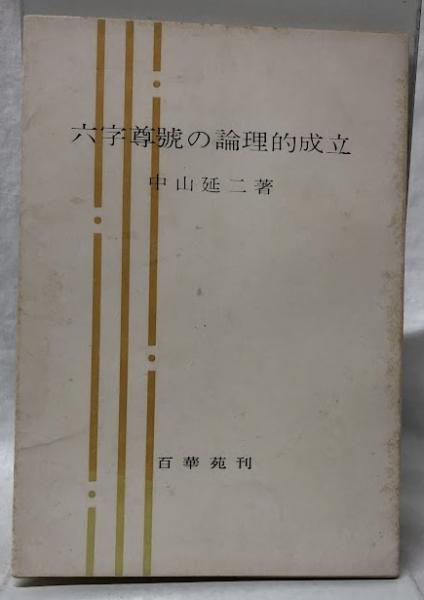 六字尊號の論理的成立
中山延二著
百華苑刊